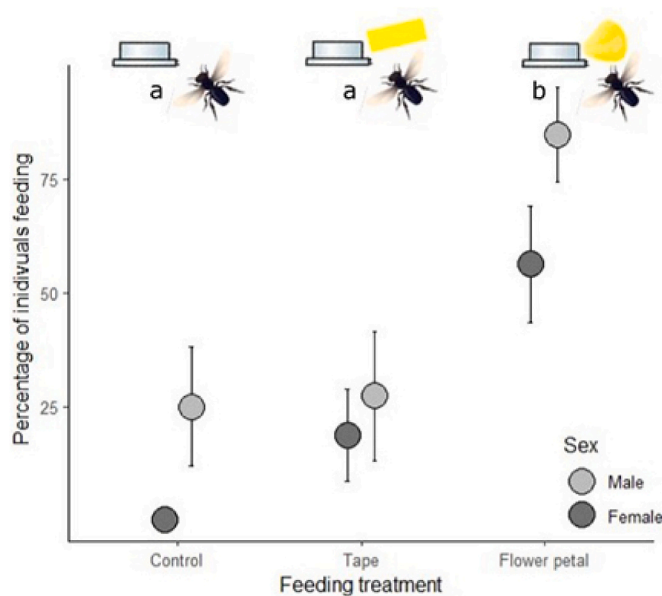 a a b
Percentage of inidivuals feeding
75
50
25
Sex
Male
Female
Control Tape Flower petal
Feeding treatment